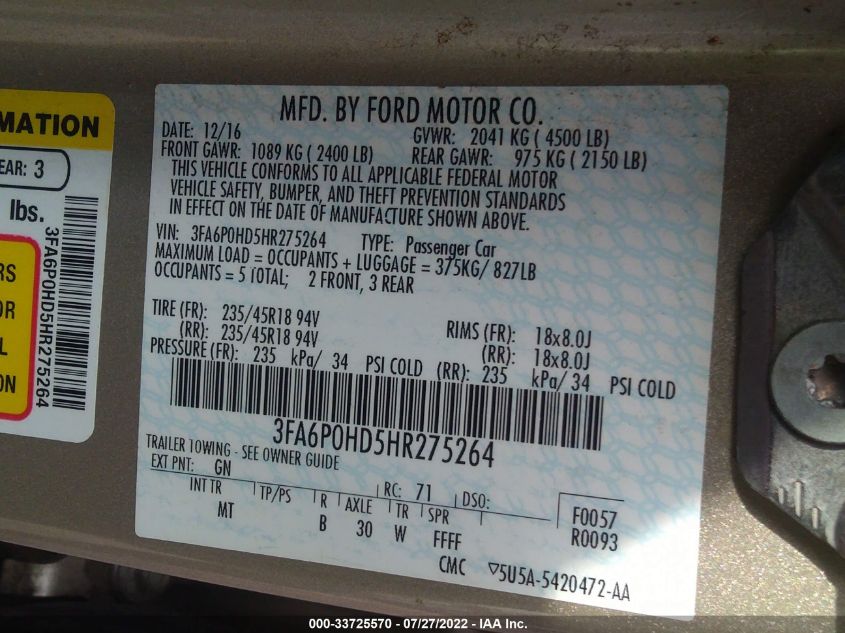 MATION
EAR: 3
lbs.
3FA6P0HD5HR275264
RS
OR
L
ON
MFD. BY FORD MOTOR CO.
DATE: 12/16 GVWR: 2041 KG ( 4500 LB)
FRONT GAWR: 1089 KG ( 2400 LB) REAR GAWR: 975 KG ( 2150 LB)
THIS VEHICLE CONFORMS TO ALL APPLICABLE FEDERAL MOTOR
VEHICLE SAFETY, BUMPER, AND THEFT PREVENTION STANDARDS
IN EFFECT ON THE DATE OF MANUFACTURE SHOWN ABOVE.
VIN: 3FA6P0HD5HR275264 TYPE: Passenger Car
MAXIMUM LOAD = OCCUPANTS + LUGGAGE = 375KG/ 827LB
OCCUPANTS = 5 TOTAL; 2 FRONT, 3 REAR
TIRE (FR): 235/45R18 94V RIMS (FR): 18x8.0J
(RR): 235/45R18 94V (RR): 18x8.0J
PRESSURE (FR): 235 kPa/ 34 PSI COLD (RR): 235 kPa/ 34 PSI COLD
3FA6P0HD5HR275264
TRAILER TOWING - SEE OWNER GUIDE
EXT PNT: GN RC: 71 DSO:
INT TR TP/PS R AXLE TR SPR F0057
MT B 30 W FFFF R0093
CMC ▽5U5A-5420472-AA
000-33725570 - 07/27/2022 - IAA Inc.